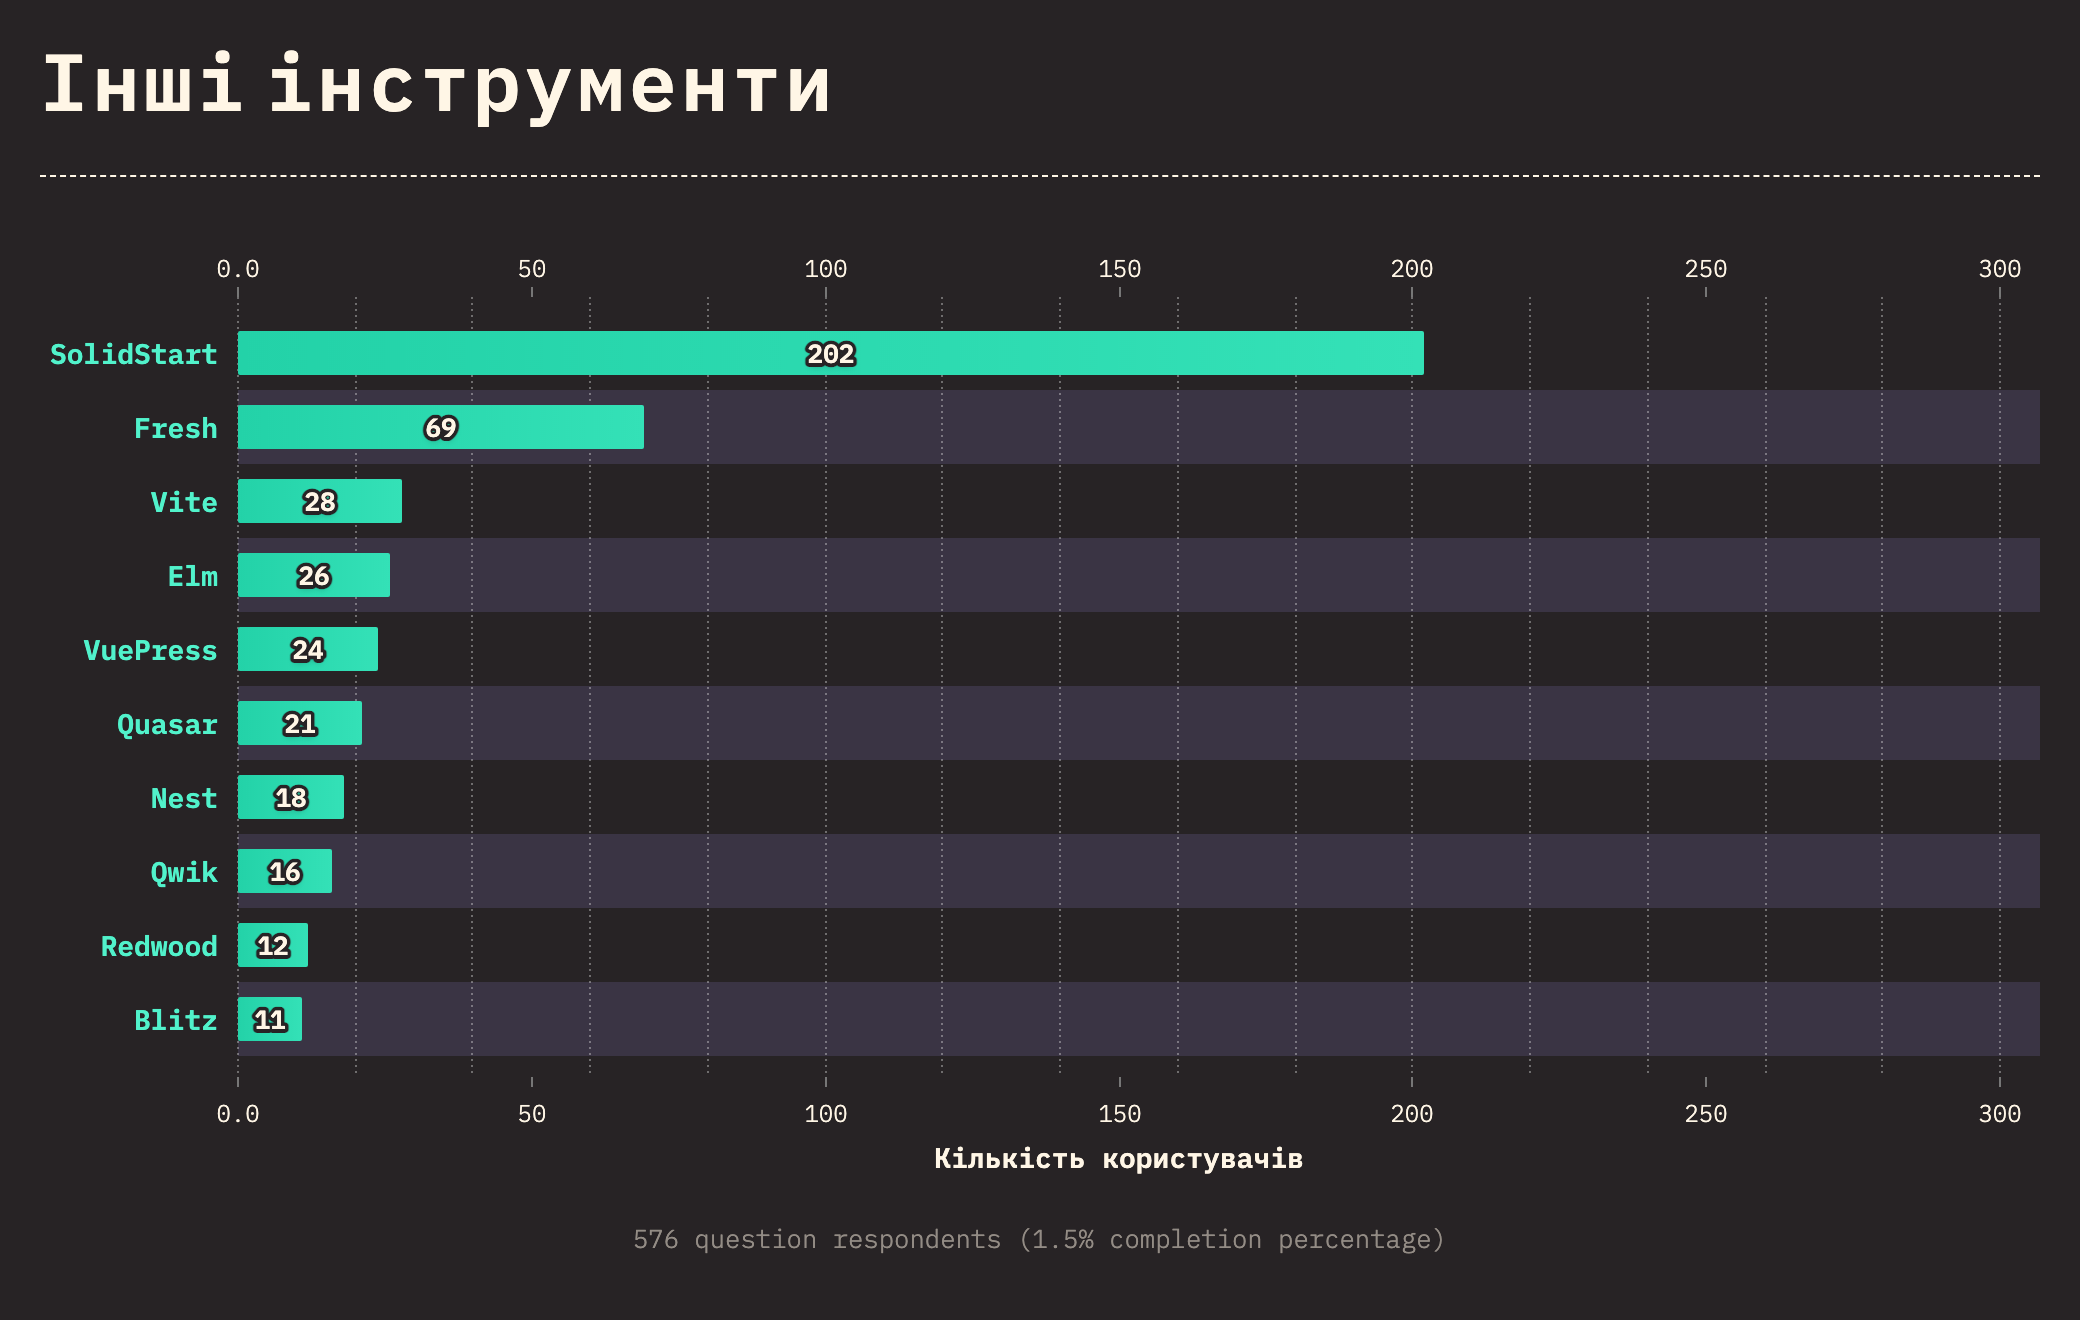 Інші інструменти
0.0 50 100 150 200 250 300
SolidStart 202
Fresh 69
Vite 28
Elm 26
VuePress 24
Quasar 21
Nest 18
Qwik 16
Redwood 12
Blitz 11
0.0 50 100 150 200 250 300
Кількість користувачів
576 question respondents (1.5% completion percentage)